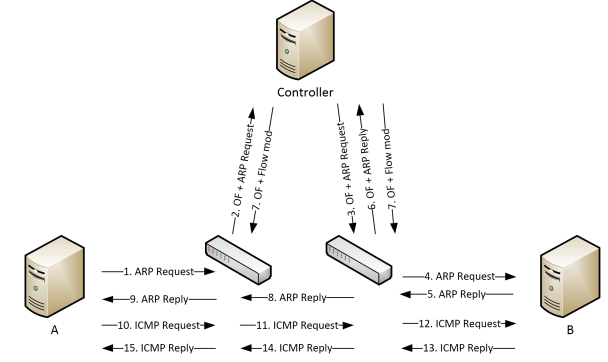 Controller
2. OF + ARP Request
7. OF + Flow mod
3. OF + ARP Request
6. OF + ARP Reply
7. OF + Flow mod
1. ARP Request
4. ARP Request
9. ARP Reply
8. ARP Reply
5. ARP Reply
A
10. ICMP Request
11. ICMP Request
12. ICMP Request
B
15. ICMP Reply
14. ICMP Reply
13. ICMP Reply